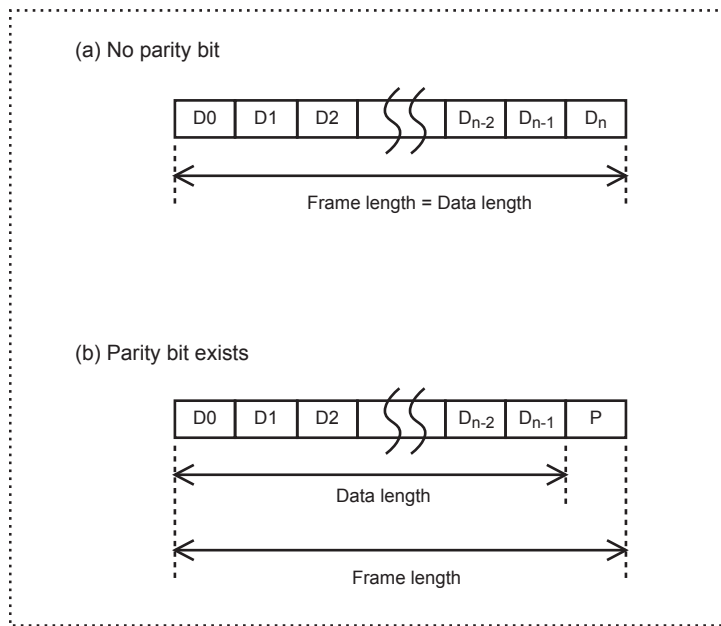 (a) No parity bit
D0 D1 D2 Dn-2 Dn-1 Dn
Frame length = Data length
(b) Parity bit exists
D0 D1 D2 Dn-2 Dn-1 P
Data length
Frame length